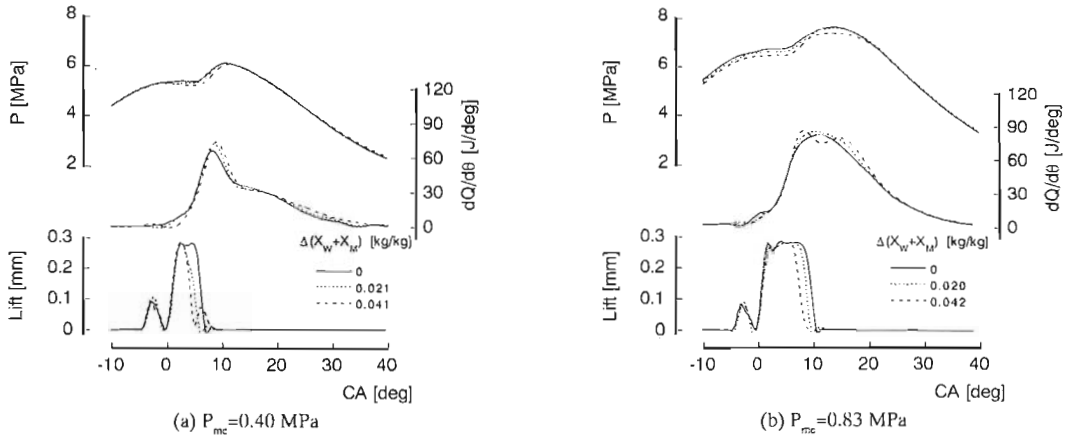 8
6
4
2
P [MPa]
120
90
60
30
0
dQ/dθ [J/deg]
0.3
0.2
0.1
0
Lift [mm]
Δ(X_W+X_M) [kg/kg]
0
0.021
0.041
-10 0 10 20 30 40
CA [deg]
(a) P_me=0.40 MPa
8
6
4
2
P [MPa]
120
90
60
30
0
dQ/dθ [J/deg]
0.3
0.2
0.1
0
Lift [mm]
Δ(X_W+X_M) [kg/kg]
0
0.020
0.042
-10 0 10 20 30 40
CA [deg]
(b) P_me=0.83 MPa